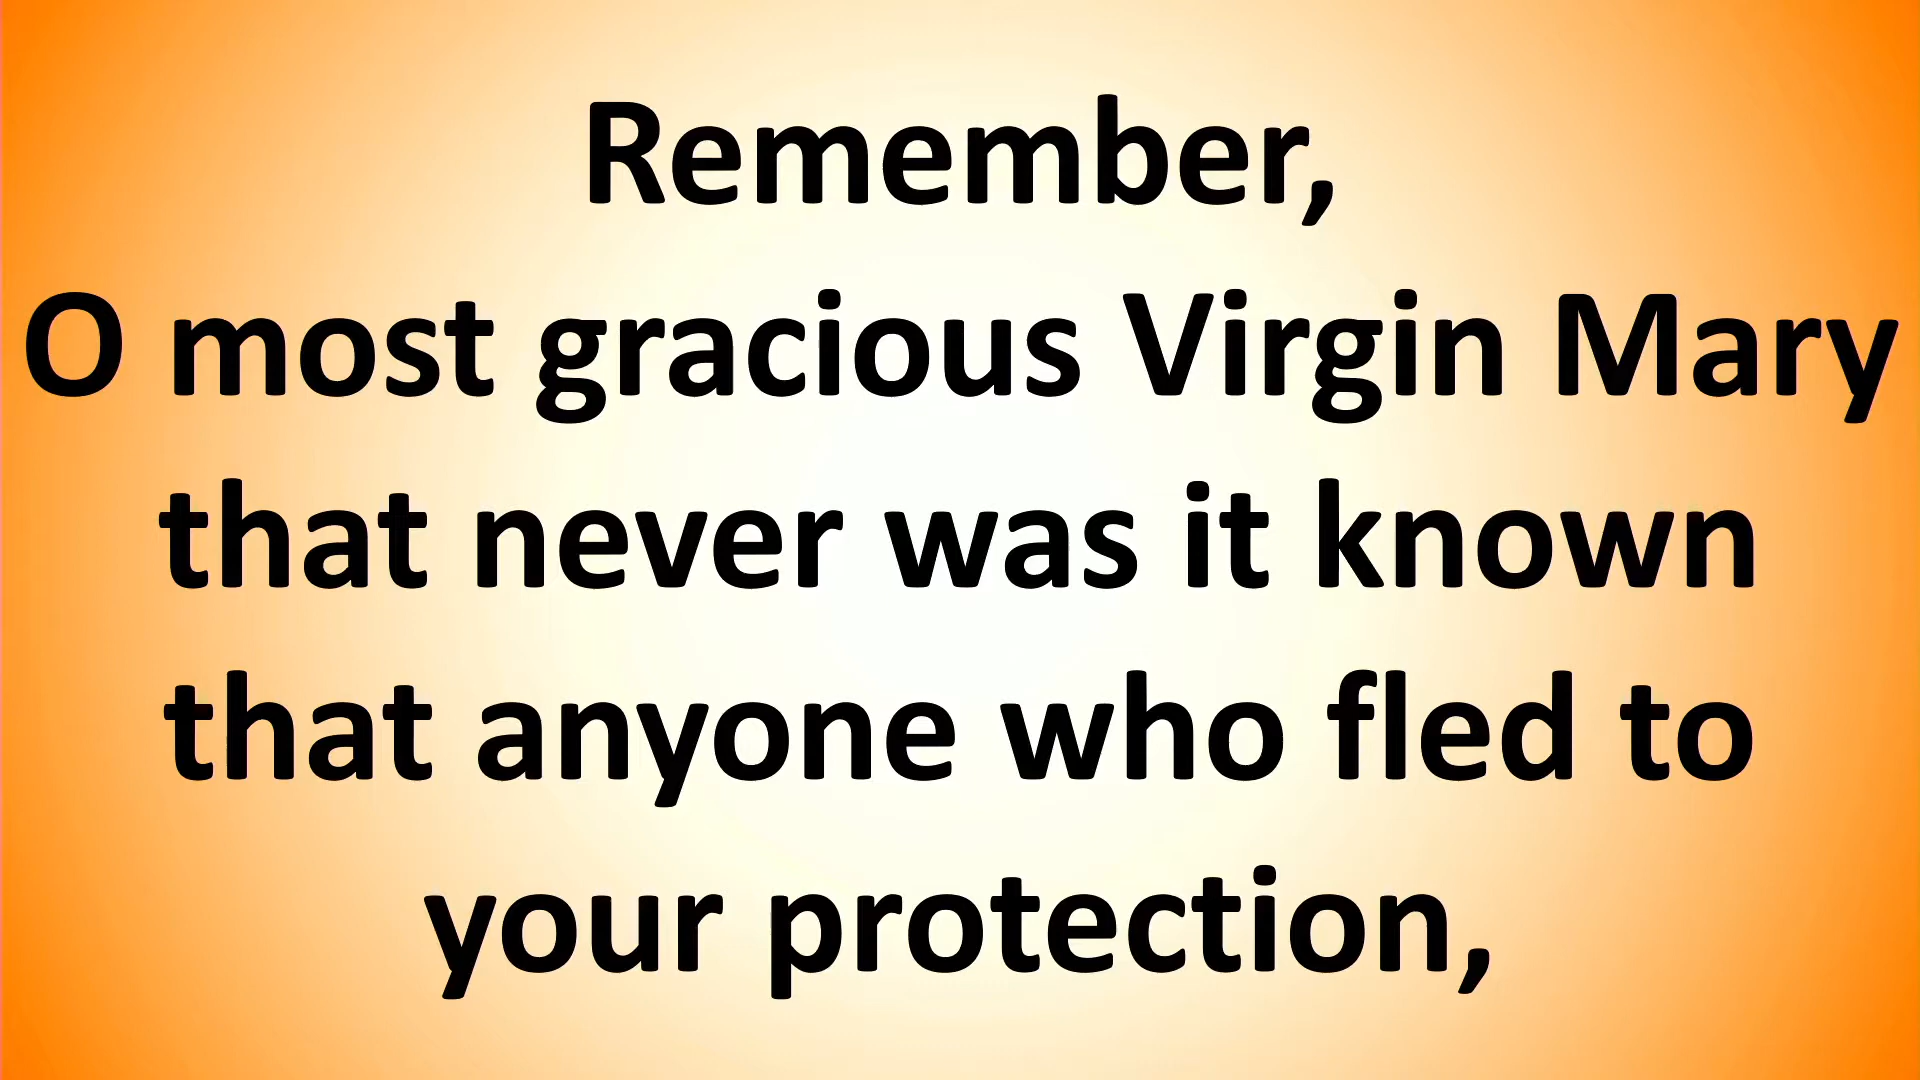 Remember,
O most gracious Virgin Mary
that never was it known
that anyone who fled to
your protection,